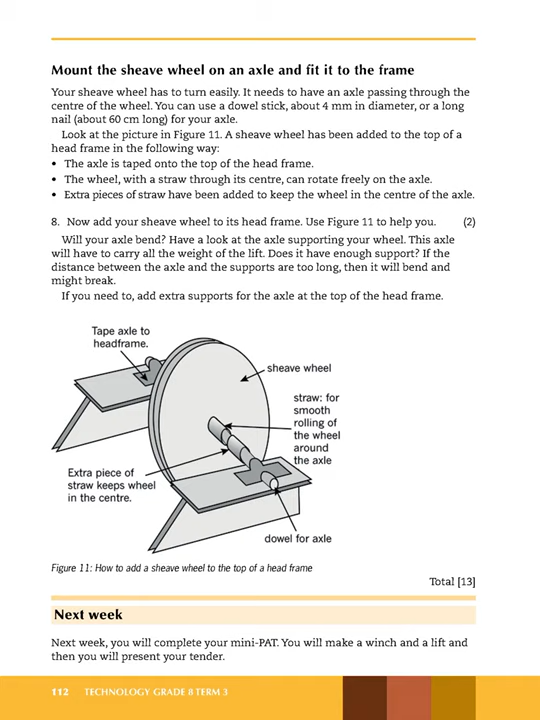 Mount the sheave wheel on an axle and fit it to the frame
Your sheave wheel has to turn easily. It needs to have an axle passing through the
centre of the wheel. You can use a dowel stick, about 4 mm in diameter, or a long
nail (about 60 cm long) for your axle.
Look at the picture in Figure 11. A sheave wheel has been added to the top of a
head frame in the following way:
• The axle is taped onto the top of the head frame.
• The wheel, with a straw through its centre, can rotate freely on the axle.
• Extra pieces of straw have been added to keep the wheel in the centre of the axle.
8. Now add your sheave wheel to its head frame. Use Figure 11 to help you. (2)
Will your axle bend? Have a look at the axle supporting your wheel. This axle
will have to carry all the weight of the lift. Does it have enough support? If the
distance between the axle and the supports are too long, then it will bend and
might break.
If you need to, add extra supports for the axle at the top of the head frame.
Tape axle to
headframe.
sheave wheel
straw: for
smooth
rolling of
the wheel
around
the axle
Extra piece of
straw keeps wheel
in the centre.
dowel for axle
Figure 11: How to add a sheave wheel to the top of a head frame
Total [13]
Next week
Next week, you will complete your mini-PAT. You will make a winch and a lift and
then you will present your tender.
112 TECHNOLOGY GRADE 8 TERM 3